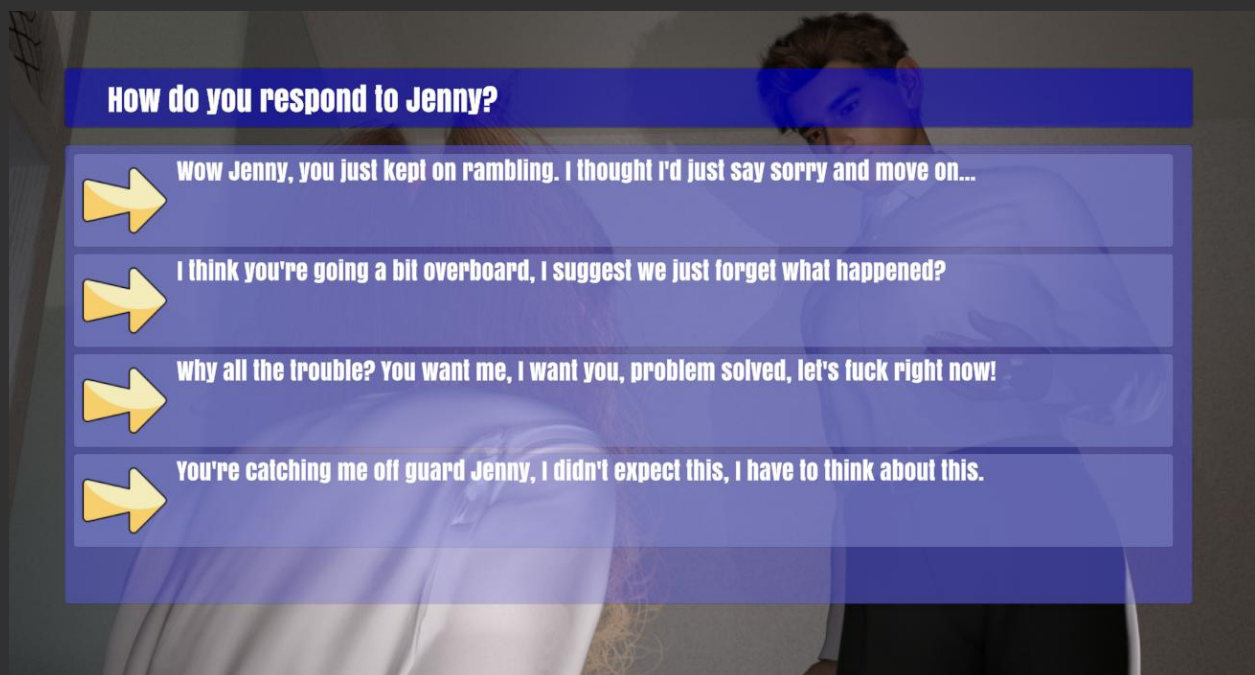 How do you respond to Jenny?
Wow Jenny, you just kept on rambling. I thought I'd just say sorry and move on...
I think you're going a bit overboard, I suggest we just forget what happened?
Why all the trouble? You want me, I want you, problem solved, let's fuck right now!
You're catching me off guard Jenny, I didn't expect this, I have to think about this.